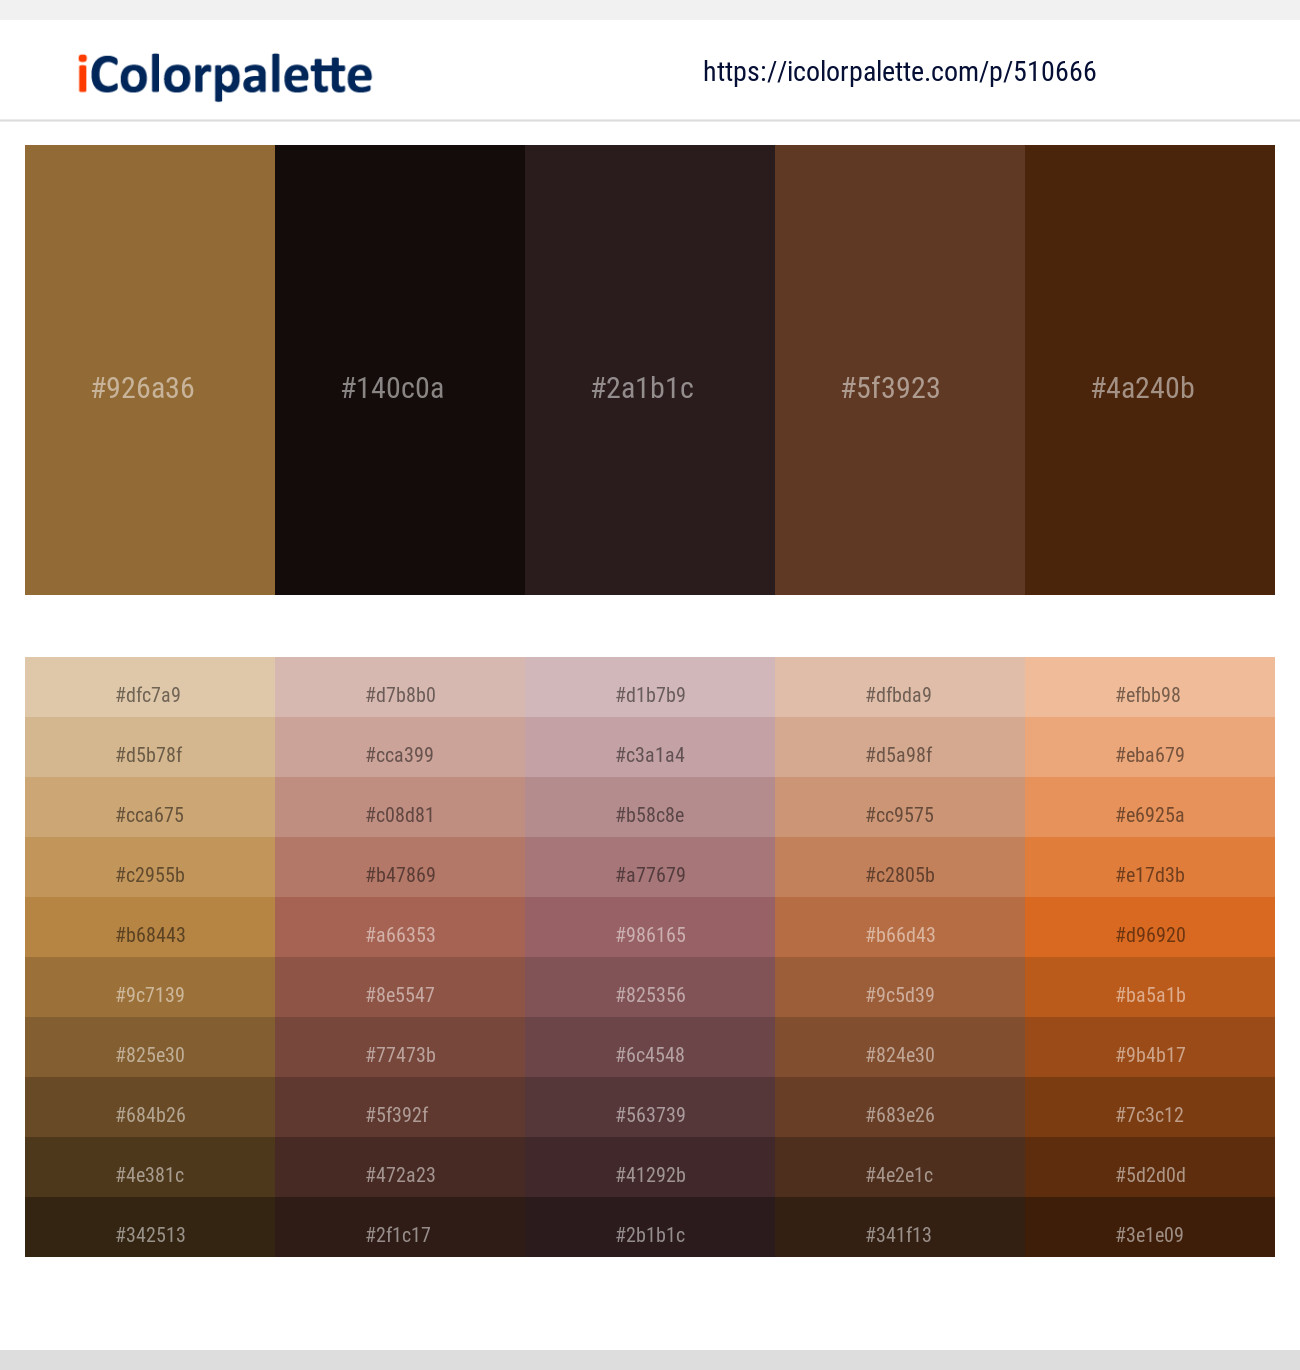 iColorpalette https://icolorpalette.com/p/510666
#926a36 #140c0a #2a1b1c #5f3923 #4a240b
#dfc7a9 #d7b8b0 #d1b7b9 #dfbda9 #efbb98
#d5b78f #cca399 #c3a1a4 #d5a98f #eba679
#cca675 #c08d81 #b58c8e #cc9575 #e6925a
#c2955b #b47869 #a77679 #c2805b #e17d3b
#b68443 #a66353 #986165 #b66d43 #d96920
#9c7139 #8e5547 #825356 #9c5d39 #ba5a1b
#825e30 #77473b #6c4548 #824e30 #9b4b17
#684b26 #5f392f #563739 #683e26 #7c3c12
#4e381c #472a23 #41292b #4e2e1c #5d2d0d
#342513 #2f1c17 #2b1b1c #341f13 #3e1e09